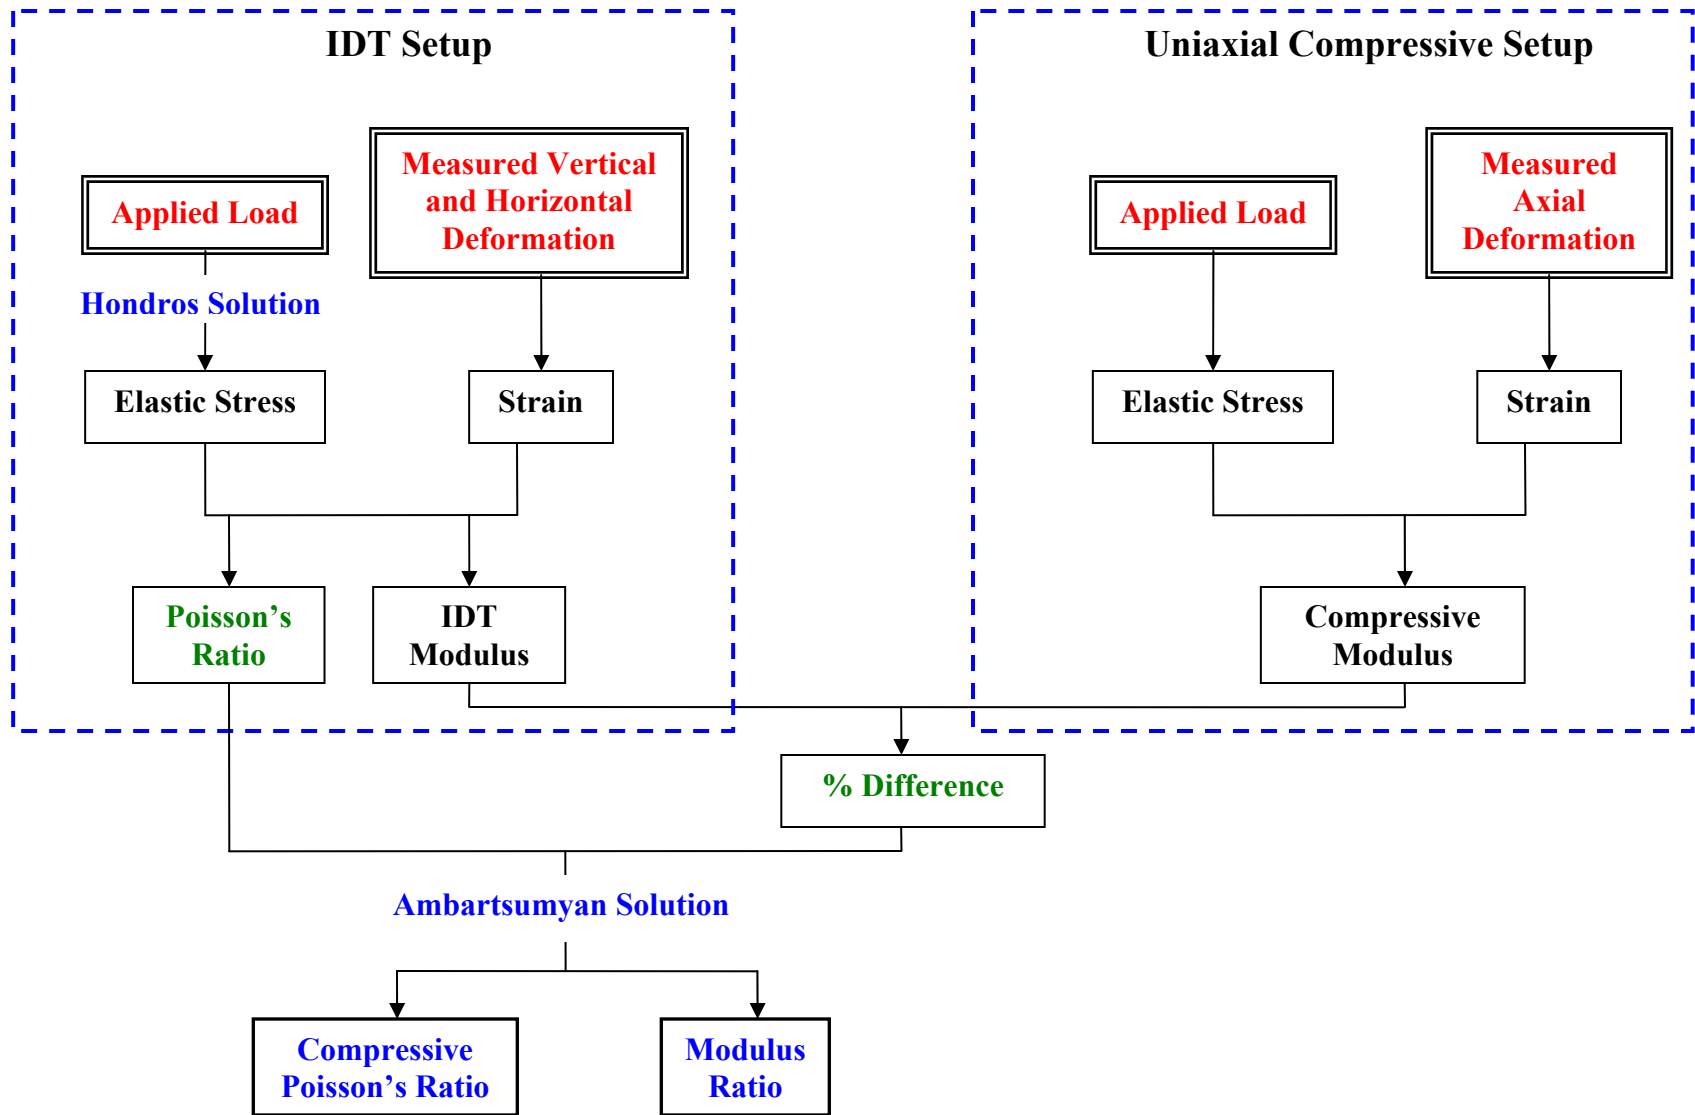 IDT Setup
Applied Load
Measured Vertical
and Horizontal
Deformation
Hondros Solution
Elastic Stress
Strain
Poisson’s
Ratio
IDT
Modulus
Uniaxial Compressive Setup
Applied Load
Measured
Axial
Deformation
Elastic Stress
Strain
Compressive
Modulus
% Difference
Ambartsumyan Solution
Compressive
Poisson’s Ratio
Modulus
Ratio